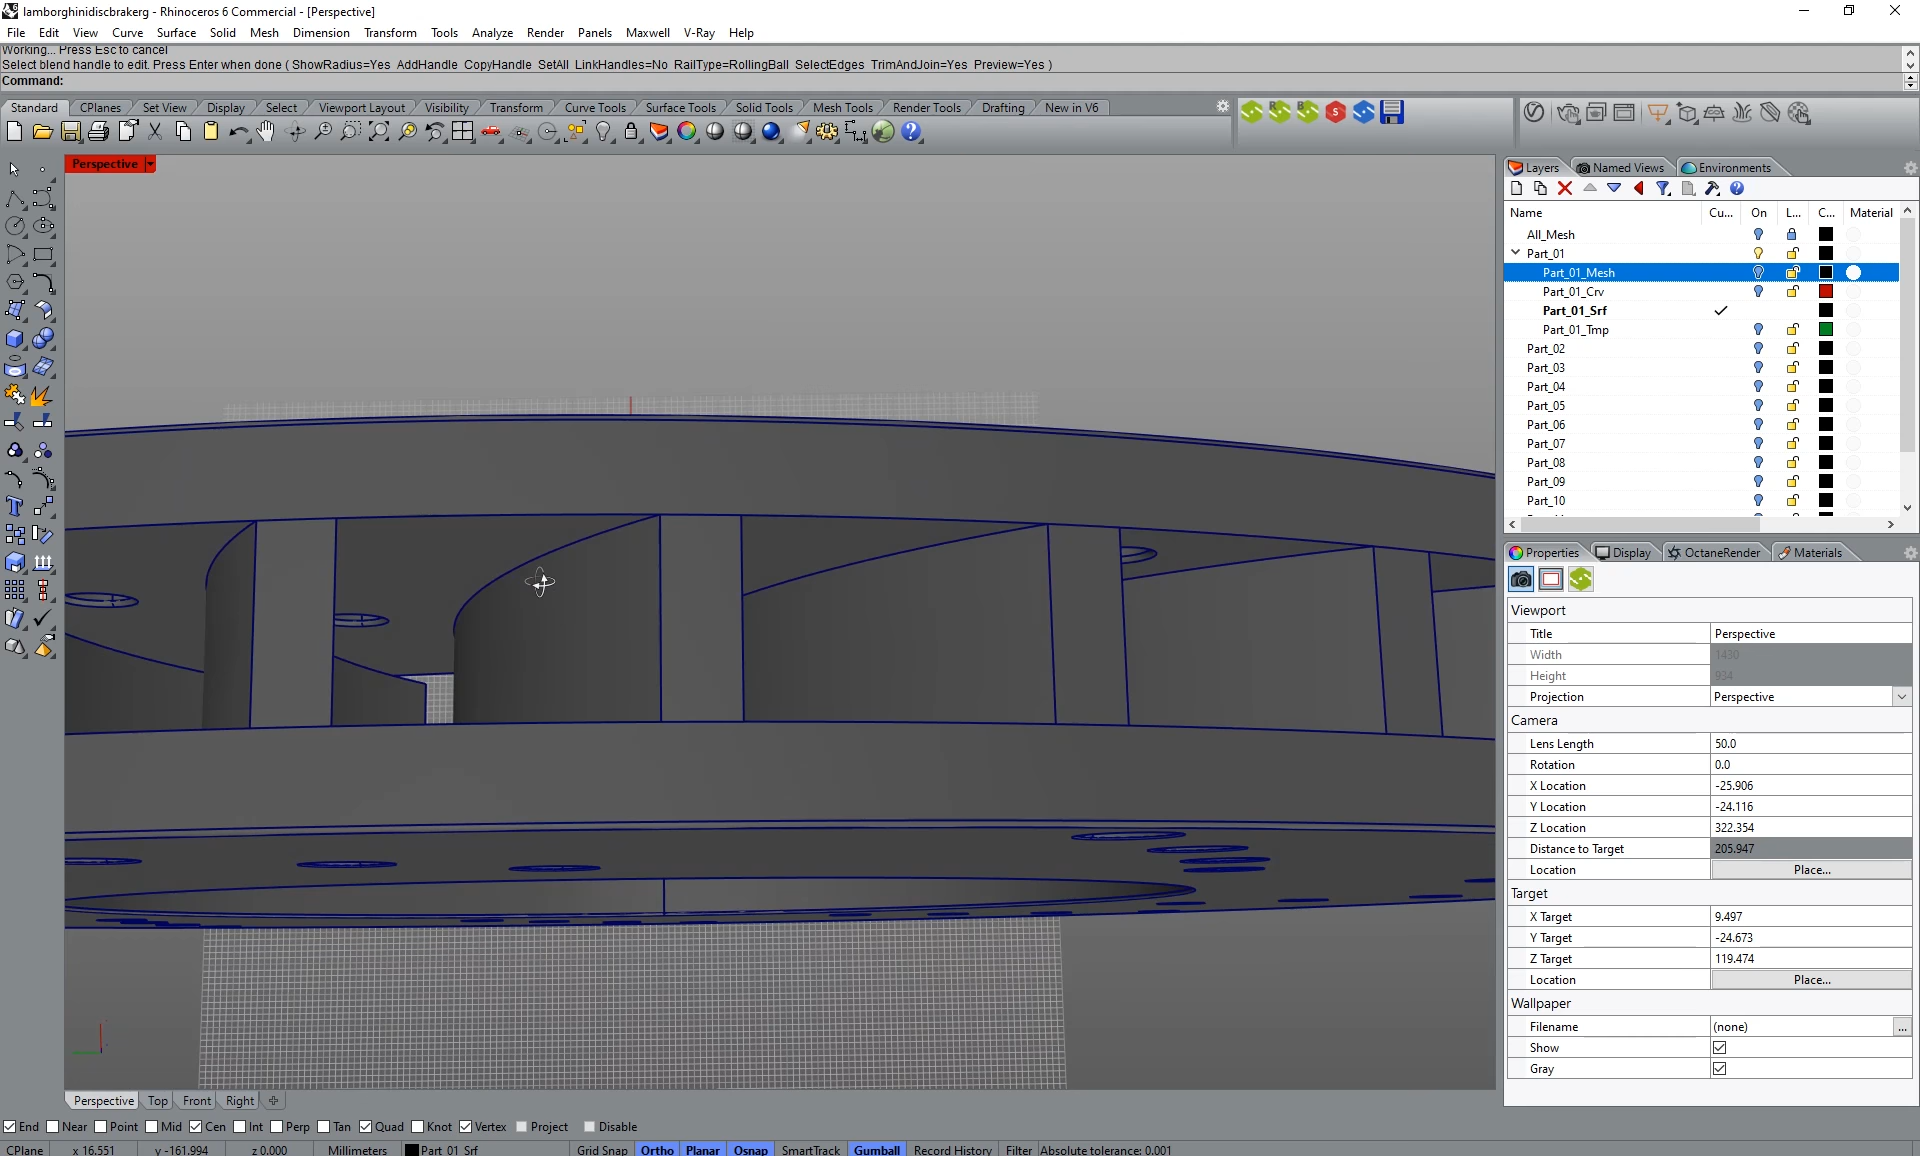 lamborghinidiscbrakerg - Rhinoceros 6 Commercial - [Perspective]
File Edit View Curve Surface Solid Mesh Dimension Transform Tools Analyze Render Panels Maxwell V-Ray Help
Working... Press Esc to cancel
Select blend handle to edit. Press Enter when done ( ShowRadius=Yes AddHandle CopyHandle SetAll LinkHandles=No RailType=RollingBall SelectEdges TrimAndJoin=Yes Preview=Yes )
Command:
Standard CPlanes Set View Display Select Viewport Layout Visibility Transform Curve Tools Surface Tools Solid Tools Mesh Tools Render Tools Drafting New in V6
Perspective
Layers Named Views Environments
Name Cu... On L... C... Material
All_Mesh
Part_01
Part_01_Mesh
Part_01_Crv
Part_01_Srf
Part_01_Tmp
Part_02
Part_03
Part_04
Part_05
Part_06
Part_07
Part_08
Part_09
Part_10
Properties Display OctaneRender Materials
Viewport
Title Perspective
Width 1430
Height 934
Projection Perspective
Camera
Lens Length 50.0
Rotation 0.0
X Location -25.906
Y Location -24.116
Z Location 322.354
Distance to Target 205.947
Location Place...
Target
X Target 9.497
Y Target -24.673
Z Target 119.474
Location Place...
Wallpaper
Filename (none) ...
Show
Gray
Perspective Top Front Right
End Near Point Mid Cen Int Perp Tan Quad Knot Vertex Project Disable
CPlane x 16.551 y -161.994 z 0.000 Millimeters Part_01_Srf Grid Snap Ortho Planar Osnap SmartTrack Gumball Record History Filter Absolute tolerance: 0.001